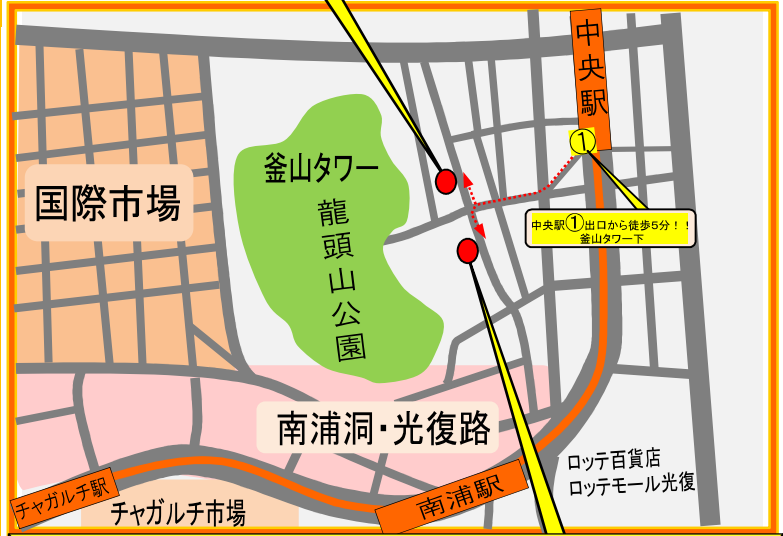 中央駅
①
釜山タワー
龍頭山公園
国際市場
中央駅①出口から徒歩5分！！
釜山タワー下
南浦洞・光復路
ロッテ百貨店
ロッテモール光復
チャガルチ駅
南浦駅
チャガルチ市場